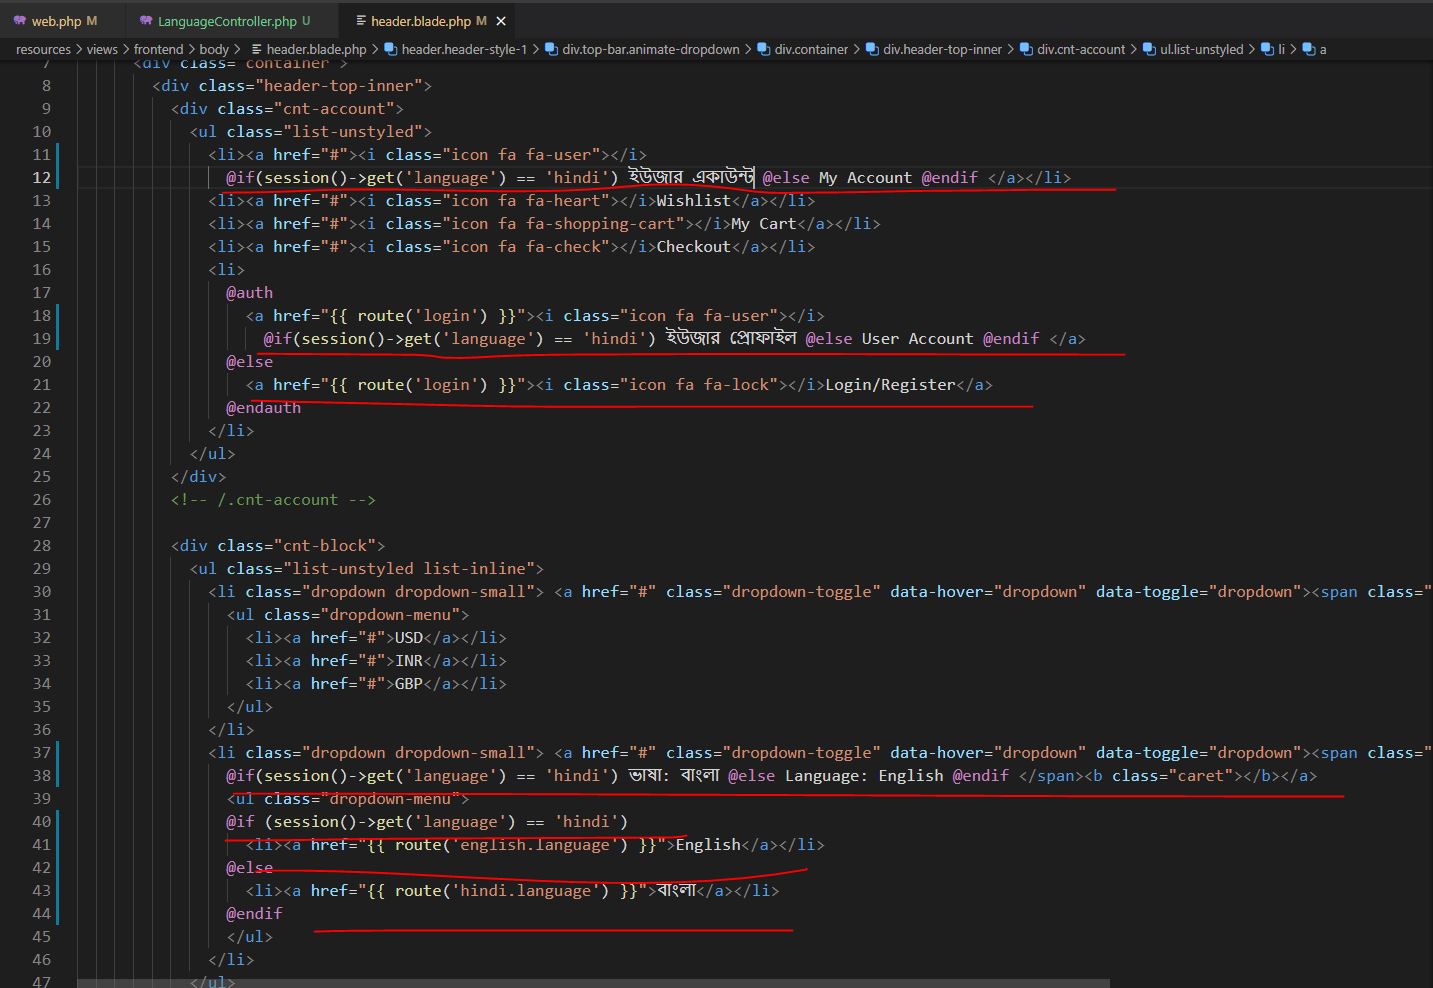 web.php M LanguageController.php U header.blade.php M ×
resources > views > frontend > body > header.blade.php > header.header-style-1 > div.top-bar.animate-dropdown > div.container > div.header-top-inner > div.cnt-account > ul.list-unstyled > li > a
7 <div class="container">
8 <div class="header-top-inner">
9 <div class="cnt-account">
10 <ul class="list-unstyled">
11 <li><a href="#"><i class="icon fa fa-user"></i>
12 @if(session()->get('language') == 'hindi') ইউজার একাউন্ট @else My Account @endif </a></li>
13 <li><a href="#"><i class="icon fa fa-heart"></i>Wishlist</a></li>
14 <li><a href="#"><i class="icon fa fa-shopping-cart"></i>My Cart</a></li>
15 <li><a href="#"><i class="icon fa fa-check"></i>Checkout</a></li>
16 <li>
17 @auth
18 <a href="{{ route('login') }}"><i class="icon fa fa-user"></i>
19 @if(session()->get('language') == 'hindi') ইউজার প্রোফাইল @else User Account @endif </a>
20 @else
21 <a href="{{ route('login') }}"><i class="icon fa fa-lock"></i>Login/Register</a>
22 @endauth
23 </li>
24 </ul>
25 </div>
26 <!-- /.cnt-account -->
27
28 <div class="cnt-block">
29 <ul class="list-unstyled list-inline">
30 <li class="dropdown dropdown-small"> <a href="#" class="dropdown-toggle" data-hover="dropdown" data-toggle="dropdown"><span class="
31 <ul class="dropdown-menu">
32 <li><a href="#">USD</a></li>
33 <li><a href="#">INR</a></li>
34 <li><a href="#">GBP</a></li>
35 </ul>
36 </li>
37 <li class="dropdown dropdown-small"> <a href="#" class="dropdown-toggle" data-hover="dropdown" data-toggle="dropdown"><span class="
38 @if(session()->get('language') == 'hindi') ভাষা: বাংলা @else Language: English @endif </span><b class="caret"></b></a>
39 <ul class="dropdown-menu">
40 @if (session()->get('language') == 'hindi')
41 <li><a href="{{ route('english.language') }}">English</a></li>
42 @else
43 <li><a href="{{ route('hindi.language') }}">বাংলা</a></li>
44 @endif
45 </ul>
46 </li>
47 </ul>